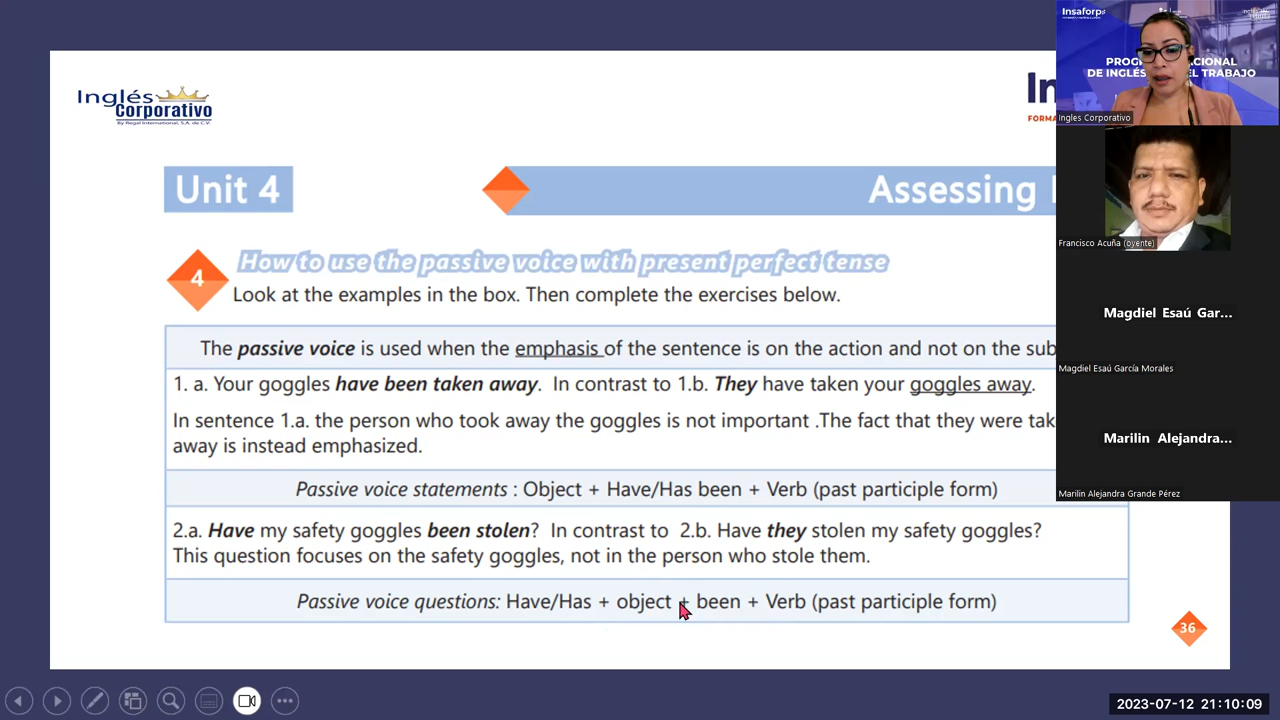 Inglés
Corporativo
By Regal International, S.A. de C.V.
In
FORMA
Unit 4
Assessing
4
How to use the passive voice with present perfect tense
Look at the examples in the box. Then complete the exercises below.
The passive voice is used when the emphasis of the sentence is on the action and not on the sub
1. a. Your goggles have been taken away. In contrast to 1.b. They have taken your goggles away.
In sentence 1.a. the person who took away the goggles is not important .The fact that they were tak
away is instead emphasized.
Passive voice statements : Object + Have/Has been + Verb (past participle form)
2.a. Have my safety goggles been stolen? In contrast to 2.b. Have they stolen my safety goggles?
This question focuses on the safety goggles, not in the person who stole them.
Passive voice questions: Have/Has + object + been + Verb (past participle form)
36
Insaforp
PROG NACIONAL
DE INGLÉS EL TRABAJO
Ingles Corporativo
Francisco Acuña (oyente)
Magdiel Esaú Gar...
Magdiel Esaú García Morales
Marilin Alejandra...
Marilin Alejandra Grande Pérez
2023-07-12 21:10:09